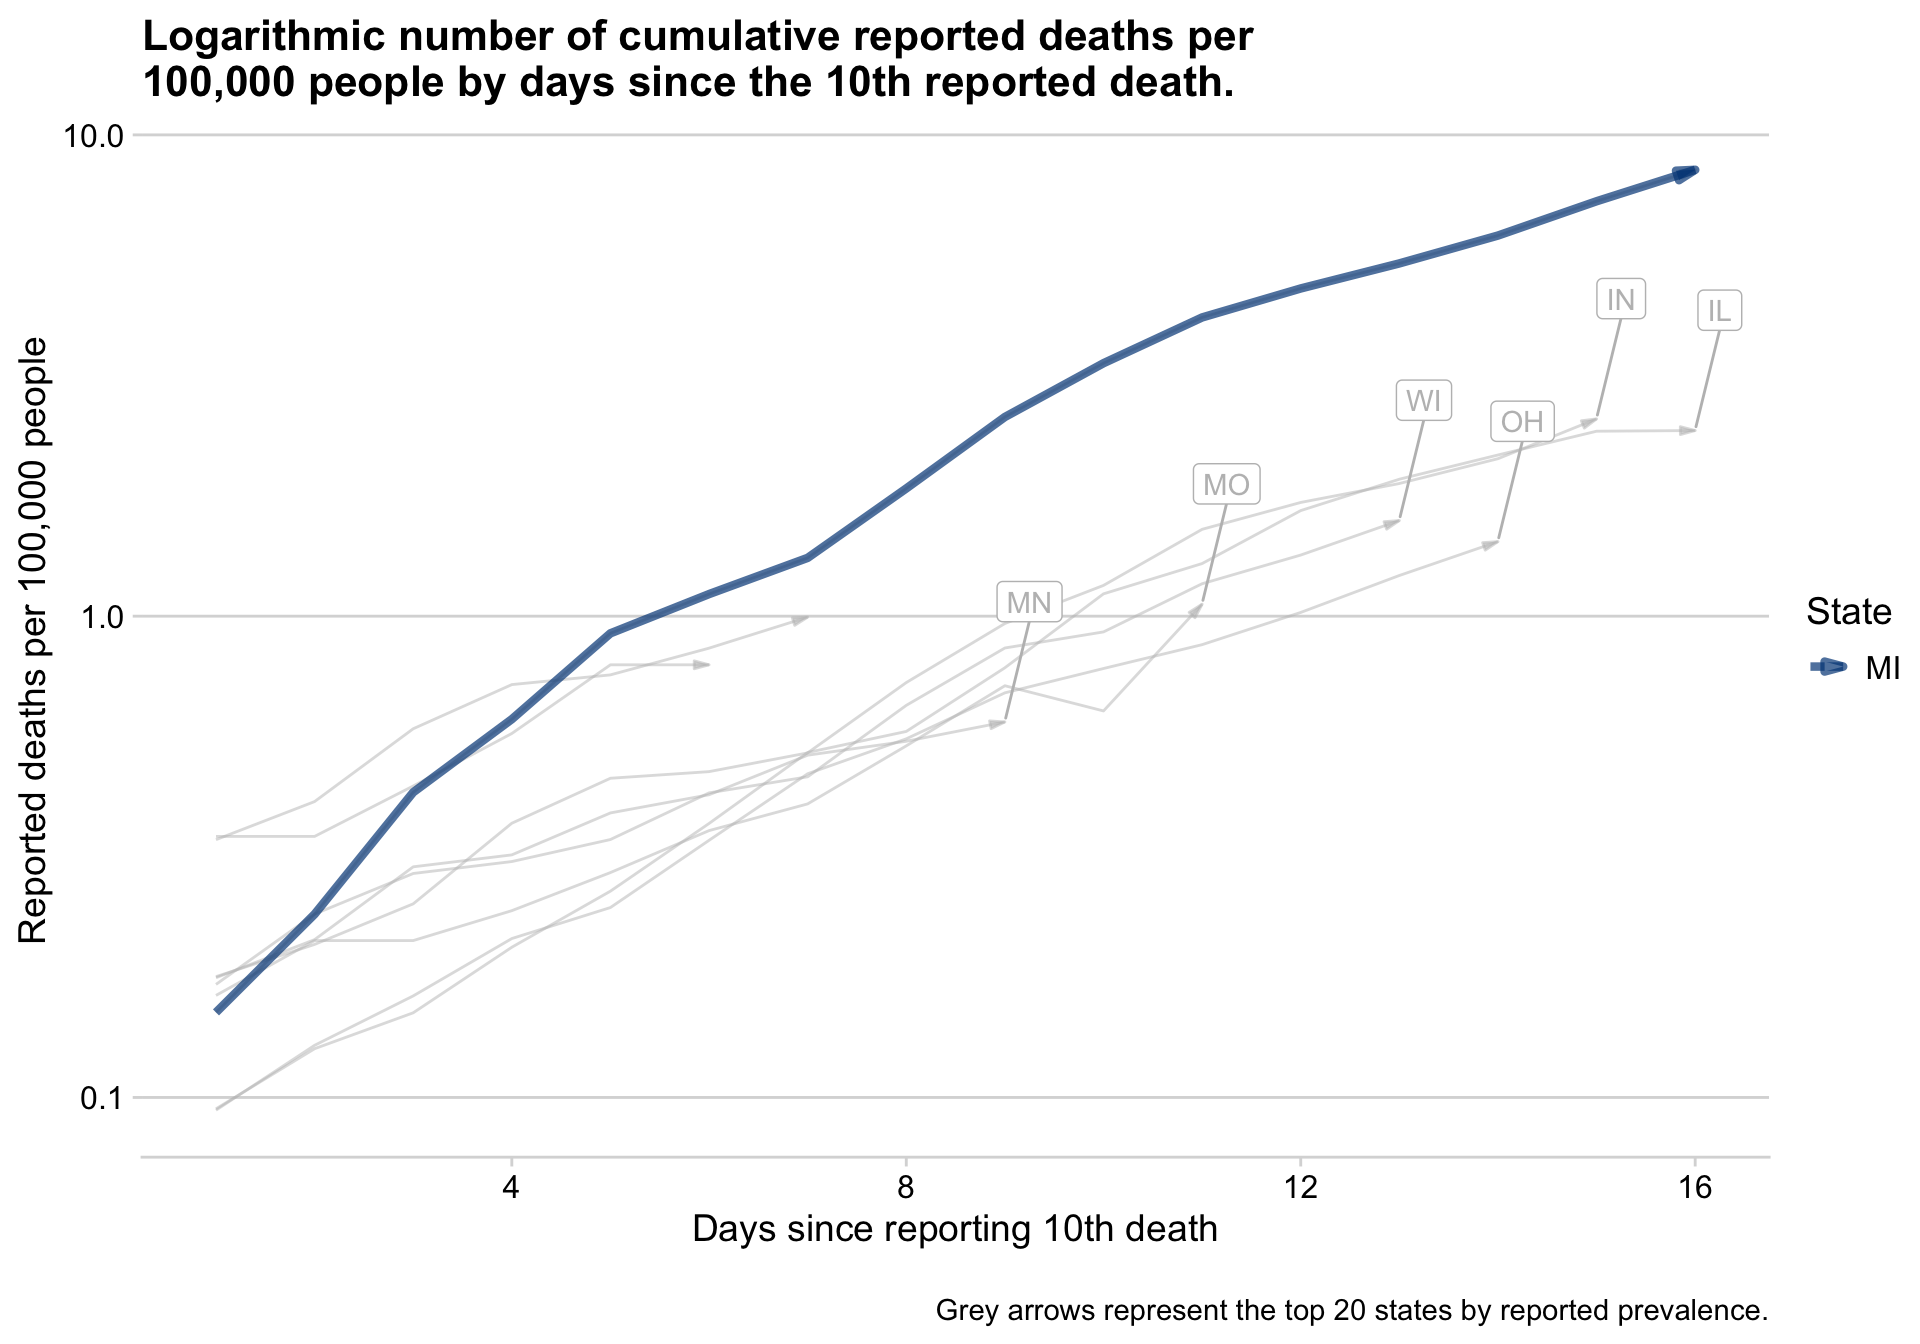 Logarithmic number of cumulative reported deaths per
100,000 people by days since the 10th reported death.
Reported deaths per 100,000 people
10.0
1.0
0.1
IN
IL
WI
OH
MO
MN
State
MI
4
8
12
16
Days since reporting 10th death
Grey arrows represent the top 20 states by reported prevalence.